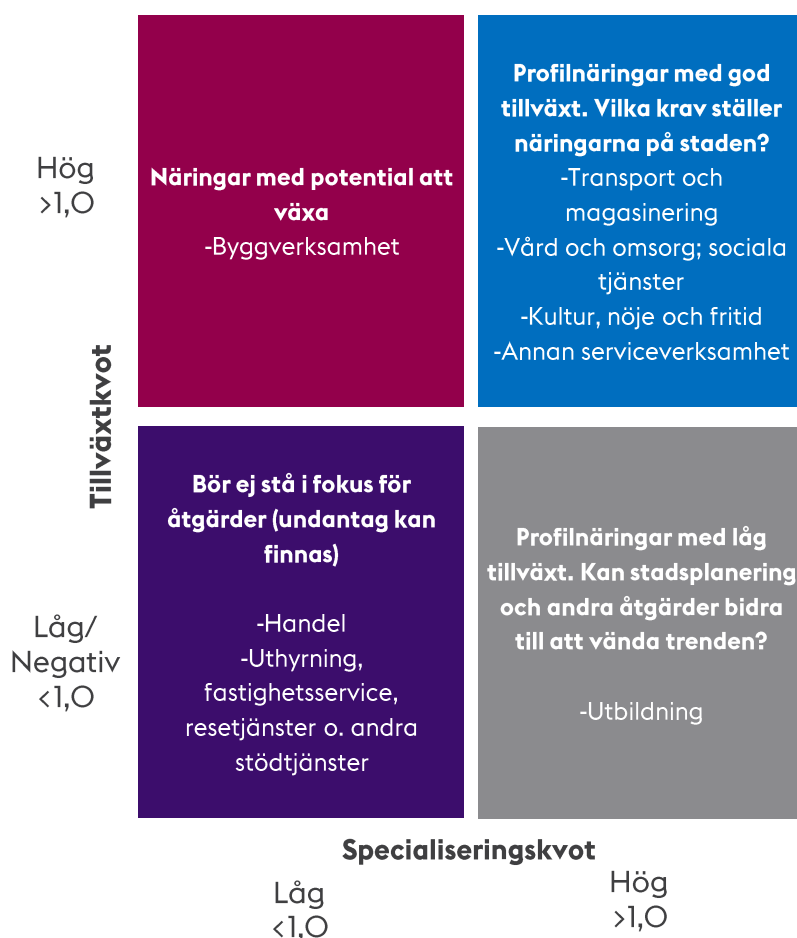 Hög
>1,0
Näringar med potential att
växa
-Byggverksamhet
Profilnäringar med god
tillväxt. Vilka krav ställer
näringarna på staden?
-Transport och
magasinering
-Vård och omsorg; sociala
tjänster
-Kultur, nöje och fritid
-Annan serviceverksamhet
Tillväxtkvot
Låg/
Negativ
<1,0
Bör ej stå i fokus för
åtgärder (undantag kan
finnas)
-Handel
-Uthyrning,
fastighetsservice,
resetjänster o. andra
stödtjänster
Profilnäringar med låg
tillväxt. Kan stadsplanering
och andra åtgärder bidra
till att vända trenden?
-Utbildning
Specialiseringskvot
Låg
<1,0
Hög
>1,0